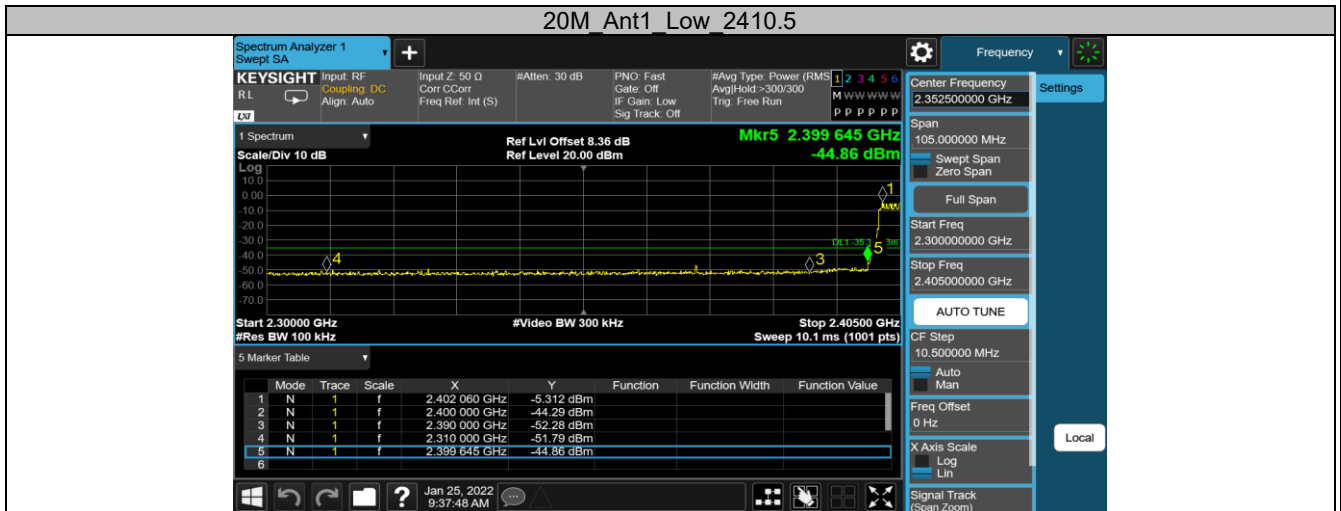 20M_Ant1_Low_2410.5
Spectrum Analyzer 1
Swept SA
+
Frequency
KEYSIGHT
RL
LXI
Input: RF
Coupling: DC
Align: Auto
Input Z: 50 Ω
Corr CCorr
Freq Ref: Int (S)
#Atten: 30 dB
PNO: Fast
Gate: Off
IF Gain: Low
Sig Track: Off
#Avg Type: Power (RMS
Avg|Hold:>300/300
Trig: Free Run
1 2 3 4 5 6
M W W W W W
P P P P P P
1 Spectrum
Scale/Div 10 dB
Ref Lvl Offset 8.36 dB
Ref Level 20.00 dBm
Mkr5 2.399 645 GHz
-44.86 dBm
Log
10.0
0.00
-10.0
-20.0
-30.0
-40.0
-50.0
-60.0
-70.0
1
5
3
4
Start 2.30000 GHz
#Video BW 300 kHz
Stop 2.40500 GHz
#Res BW 100 kHz
Sweep 10.1 ms (1001 pts)
5 Marker Table
Mode Trace Scale X Y Function Function Width Function Value
1 N 1 f 2.402 060 GHz -5.312 dBm
2 N 1 f 2.400 000 GHz -44.29 dBm
3 N 1 f 2.390 000 GHz -52.28 dBm
4 N 1 f 2.310 000 GHz -51.79 dBm
5 N 1 f 2.399 645 GHz -44.86 dBm
6
?
Jan 25, 2022
9:37:48 AM
Center Frequency
2.352500000 GHz
Settings
Span
105.000000 MHz
Swept Span
Zero Span
Full Span
Start Freq
2.300000000 GHz
Stop Freq
2.405000000 GHz
AUTO TUNE
CF Step
10.500000 MHz
Auto
Man
Freq Offset
0 Hz
Local
X Axis Scale
Log
Lin
Signal Track
(Span Zoom)